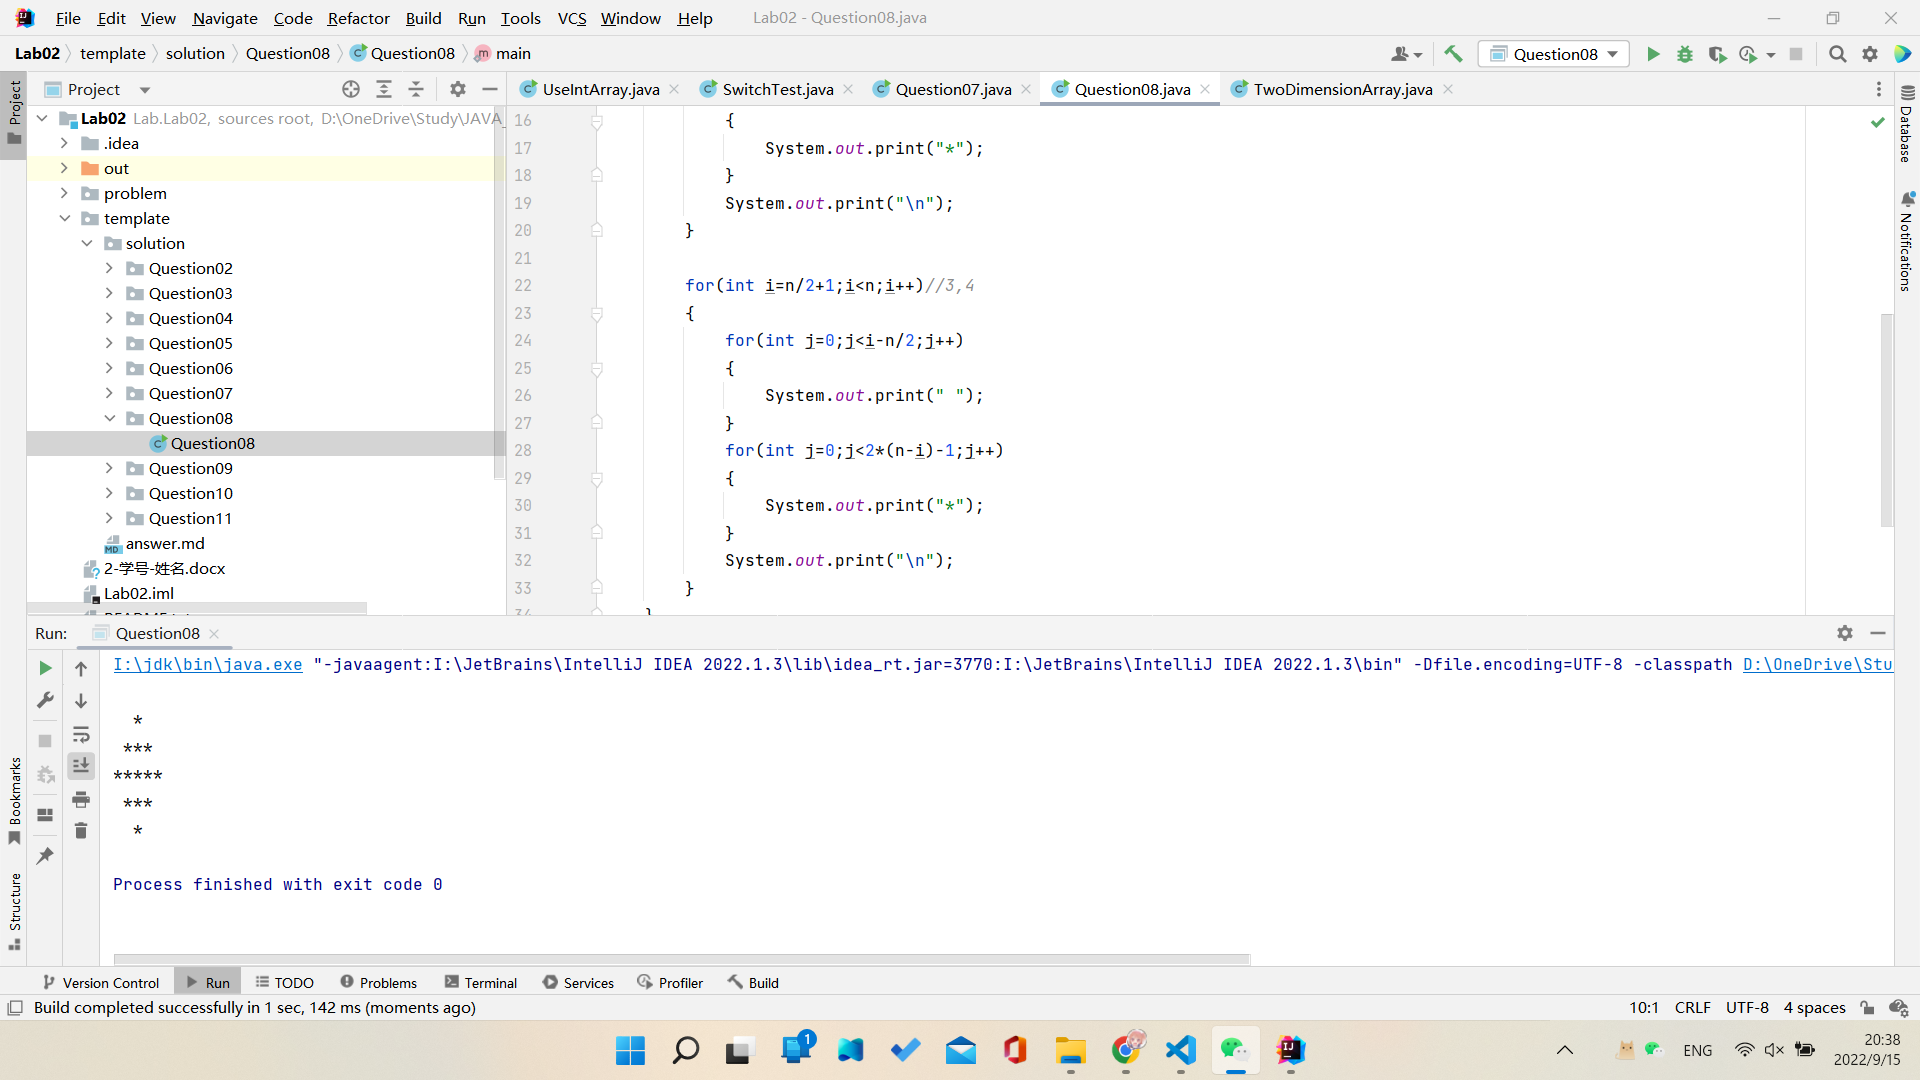 File Edit View Navigate Code Refactor Build Run Tools VCS Window Help Lab02 - Question08.java
Lab02 template solution Question08 Question08 main Question08
Project
Project
UseIntArray.java SwitchTest.java Question07.java Question08.java TwoDimensionArray.java
Lab02 Lab.Lab02, sources root, D:\OneDrive\Study\JAVA_
.idea
out
problem
template
solution
Question02
Question03
Question04
Question05
Question06
Question07
Question08
Question08
Question09
Question10
Question11
answer.md
2-学号-姓名.docx
Lab02.iml
16 {
17 System.out.print("*");
18 }
19 System.out.print("\n");
20 }
21
22 for(int i=n/2+1;i<n;i++)//3,4
23 {
24 for(int j=0;j<i-n/2;j++)
25 {
26 System.out.print(" ");
27 }
28 for(int j=0;j<2*(n-i)-1;j++)
29 {
30 System.out.print("*");
31 }
32 System.out.print("\n");
33 }
34 }
Database
Notifications
Run: Question08
I:\jdk\bin\java.exe "-javaagent:I:\JetBrains\IntelliJ IDEA 2022.1.3\lib\idea_rt.jar=3770:I:\JetBrains\IntelliJ IDEA 2022.1.3\bin" -Dfile.encoding=UTF-8 -classpath D:\OneDrive\Stu
  *
 ***
*****
 ***
  *
Process finished with exit code 0
Bookmarks
Structure
Version Control Run TODO Problems Terminal Services Profiler Build
Build completed successfully in 1 sec, 142 ms (moments ago) 10:1 CRLF UTF-8 4 spaces
1
ENG
20:38
2022/9/15